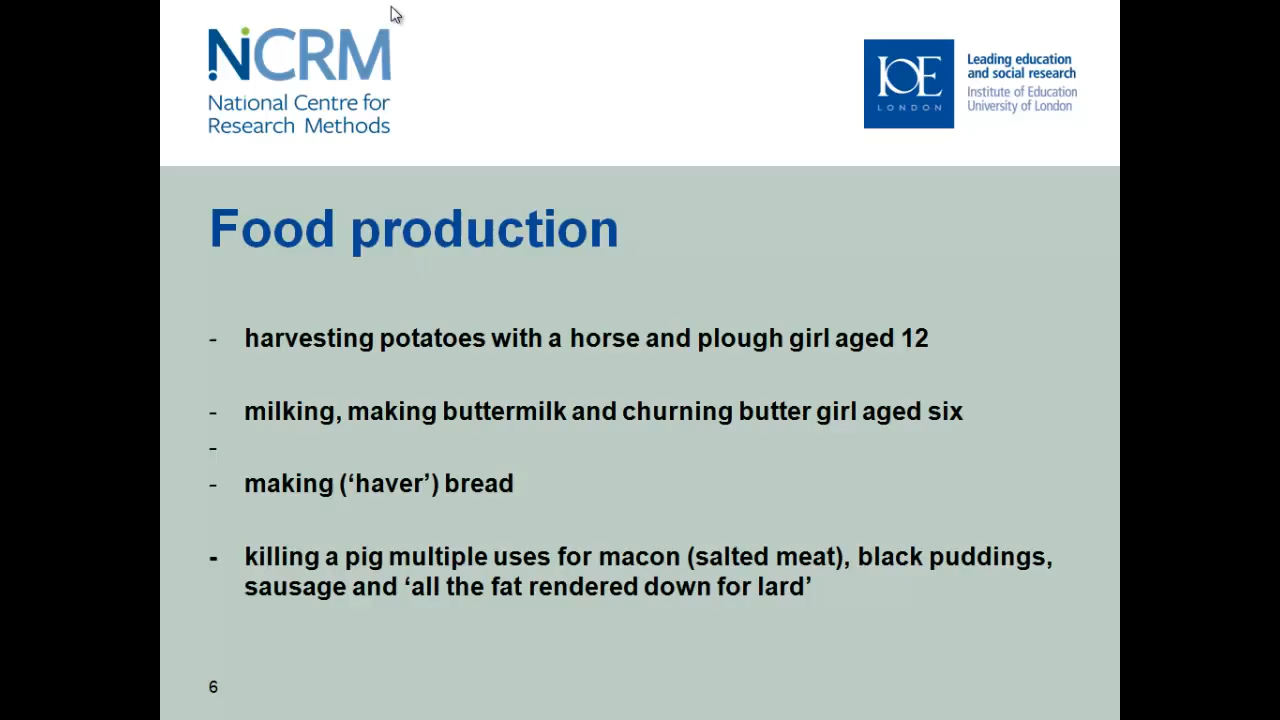 NCRM
National Centre for
Research Methods
IOE
LONDON
Leading education
and social research
Institute of Education
University of London
Food production
- harvesting potatoes with a horse and plough girl aged 12
- milking, making buttermilk and churning butter girl aged six
-
- making (‘haver’) bread
- killing a pig multiple uses for macon (salted meat), black puddings,
sausage and ‘all the fat rendered down for lard’
6